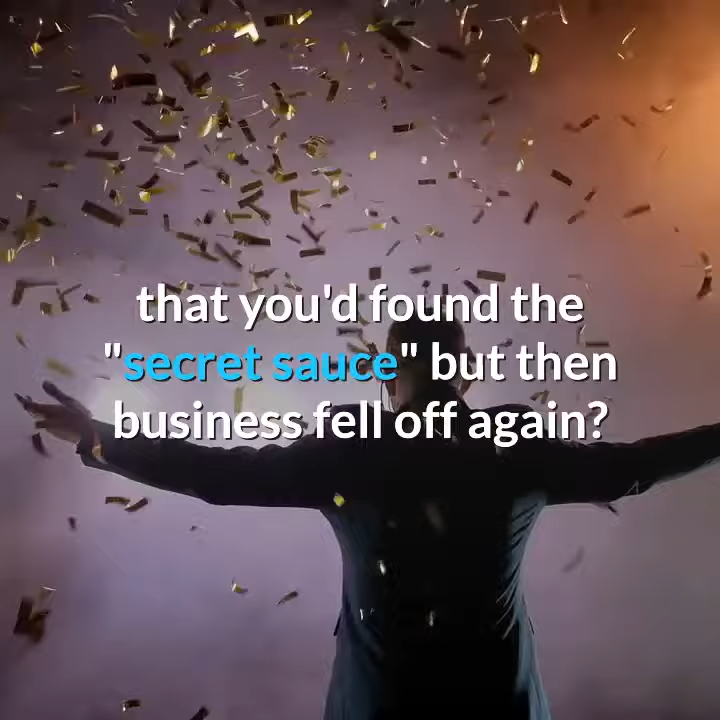 that you'd found the
"secret sauce" but then
business fell off again?